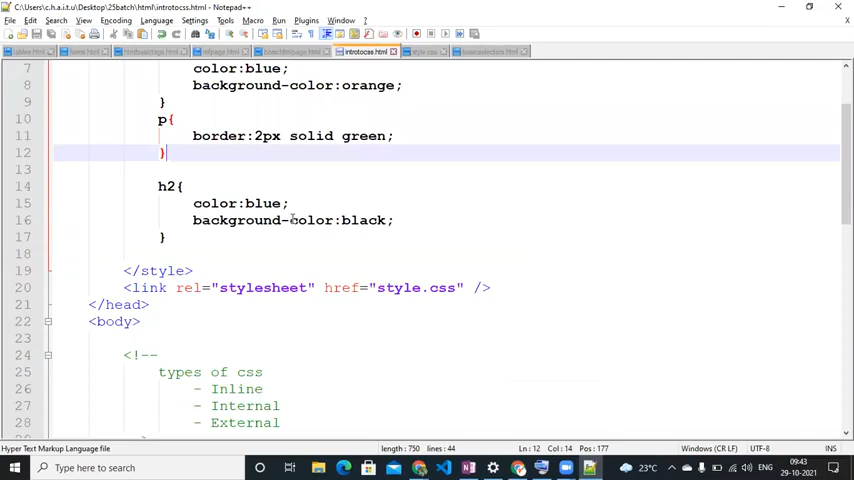 C:\Users\c.h.a.i.t.u\Desktop\25batch\html\introtocss.html - Notepad++
File Edit Search View Encoding Language Settings Tools Macro Run Plugins Window ?
tables.html introtocss.html style.css
7 color:blue;
8 background-color:orange;
9 }
10 p{
11 border:2px solid green;
12 }
13
14 h2{
15 color:blue;
16 background-color:black;
17 }
18
19 </style>
20 <link rel="stylesheet" href="style.css" />
21 </head>
22 <body>
23
24 <!--
25 types of css
26 - Inline
27 - Internal
28 - External
Hyper Text Markup Language file length : 750 lines : 44 Ln : 12 Col : 14 Pos : 177 Windows (CR LF) UTF-8 INS
Type here to search 23°C ENG 09:43
29-10-2021